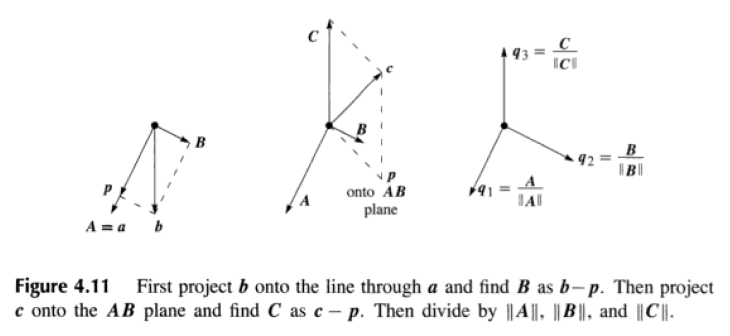 B
p
A = a
b
C
c
B
p
onto AB
plane
A
q3 = C / ‖C‖
q2 = B / ‖B‖
q1 = A / ‖A‖
Figure 4.11 First project b onto the line through a and find B as b−p. Then project
c onto the AB plane and find C as c − p. Then divide by ‖A‖, ‖B‖, and ‖C‖.